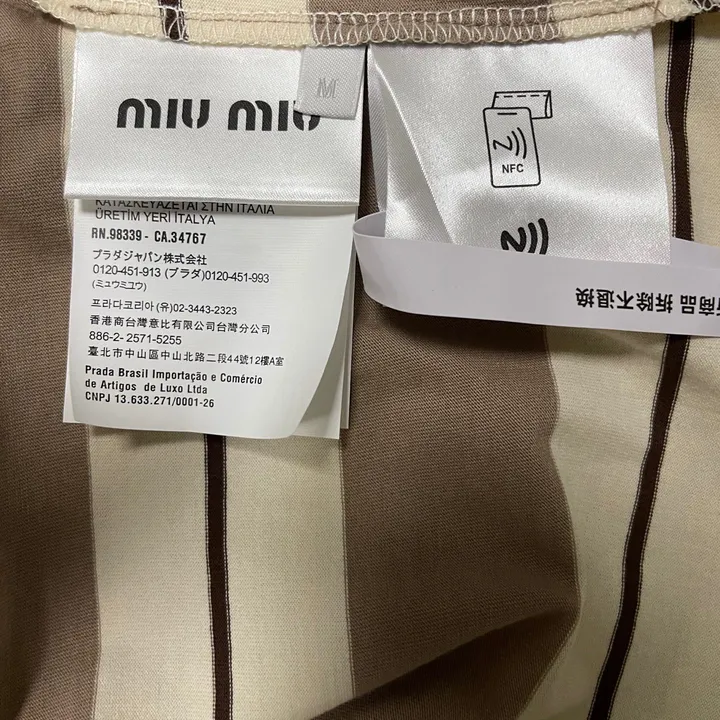 M
miu miu
ΚΑΤΑΣΚΕΥΑΖΕΤΑΙ ΣΤΗΝ ΙΤΑΛΙΑ
ÜRETİM YERİ İTALYA
RN.98339 - CA.34767
プラダジャパン株式会社
0120-451-913 (プラダ)0120-451-993
(ミュウミュウ)
프라다코리아 (유)02-3443-2323
香港商台灣意比有限公司台灣分公司
886-2- 2571-5255
臺北市中山區中山北路二段44號12樓A室
Prada Brasil Importação e Comércio
de Artigos de Luxo Ltda
CNPJ 13.633.271/0001-26
NFC
商品 拆除不退換